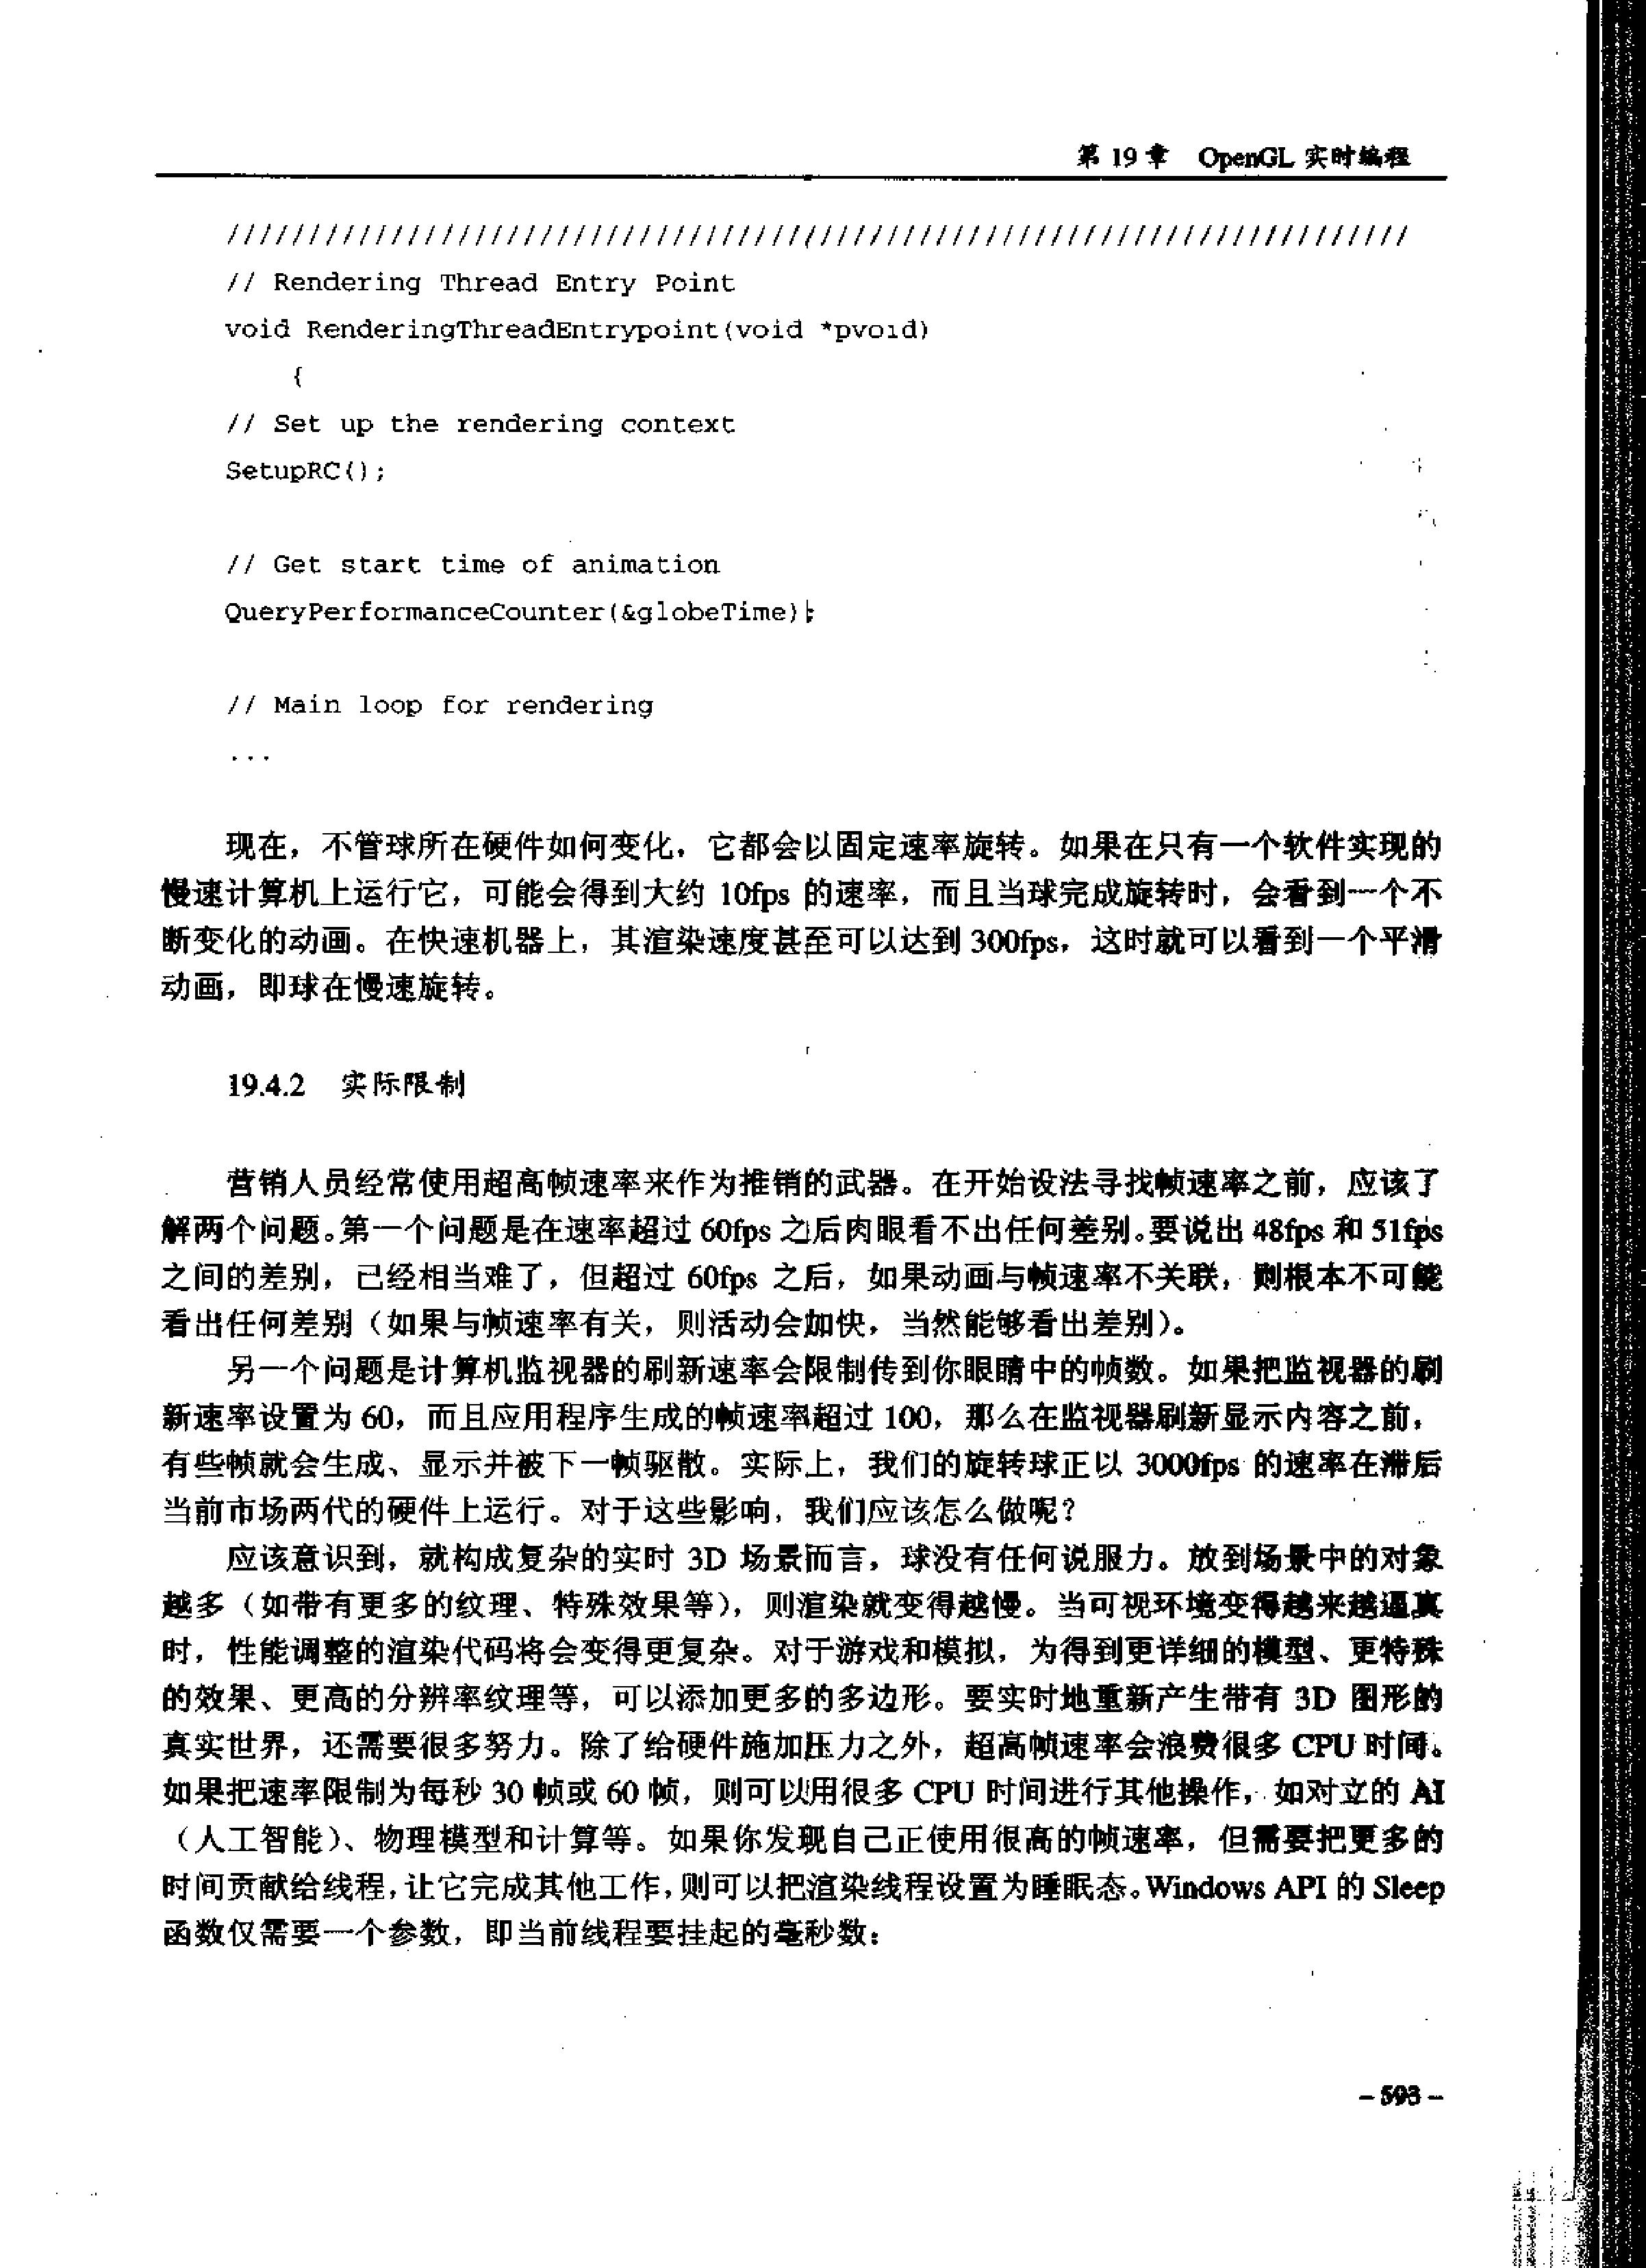 第 19 章 OpenGL 实时编程
////////////////////////////////////////////////////////////////////////
// Rendering Thread Entry Point
void RenderingThreadEntrypoint(void *pvoid)
{
// Set up the rendering context
SetupRC();
// Get start time of animation
QueryPerformanceCounter(&globeTime);
// Main loop for rendering
...
现在，不管球所在硬件如何变化，它都会以固定速率旋转。如果在只有一个软件实现的
慢速计算机上运行它，可能会得到大约 10fps 的速率，而且当球完成旋转时，会看到一个不
断变化的动画。在快速机器上，其渲染速度甚至可以达到 300fps，这时就可以看到一个平滑
动画，即球在慢速旋转。
19.4.2 实际限制
营销人员经常使用超高帧速率来作为推销的武器。在开始设法寻找帧速率之前，应该了
解两个问题。第一个问题是在速率超过 60fps 之后肉眼看不出任何差别。要说出 48fps 和 51fps
之间的差别，已经相当难了，但超过 60fps 之后，如果动画与帧速率不关联，则根本不可能
看出任何差别（如果与帧速率有关，则活动会加快，当然能够看出差别）。
另一个问题是计算机监视器的刷新速率会限制传到你眼睛中的帧数。如果把监视器的刷
新速率设置为 60，而且应用程序生成的帧速率超过 100，那么在监视器刷新显示内容之前，
有些帧就会生成、显示并被下一帧驱散。实际上，我们的旋转球正以 3000fps 的速率在滞后
当前市场两代的硬件上运行。对于这些影响，我们应该怎么做呢？
应该意识到，就构成复杂的实时 3D 场景而言，球没有任何说服力。放到场景中的对象
越多（如带有更多的纹理、特殊效果等），则渲染就变得越慢。当可视环境变得越来越逼真
时，性能调整的渲染代码将会变得更复杂。对于游戏和模拟，为得到更详细的模型、更特殊
的效果、更高的分辨率纹理等，可以添加更多的多边形。要实时地重新产生带有 3D 图形的
真实世界，还需要很多努力。除了给硬件施加压力之外，超高帧速率会浪费很多 CPU 时间。
如果把速率限制为每秒 30 帧或 60 帧，则可以用很多 CPU 时间进行其他操作，如对立的 AI
（人工智能）、物理模型和计算等。如果你发现自己正使用很高的帧速率，但需要把更多的
时间贡献给线程，让它完成其他工作，则可以把渲染线程设置为睡眠态。Windows API 的 Sleep
函数仅需要一个参数，即当前线程要挂起的毫秒数：
- 593 -